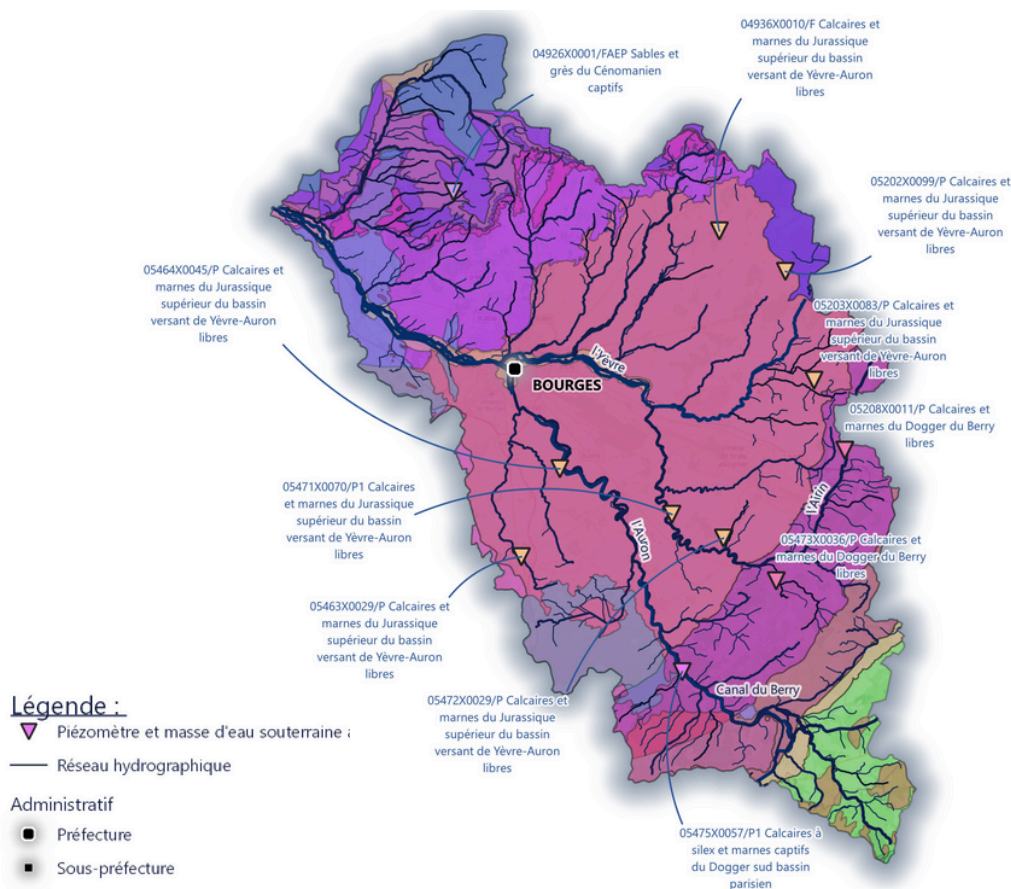 04936X0010/F Calcaires et
marnes du Jurassique
supérieur du bassin
versant de Yèvre-Auron
libres
04926X0001/FAEP Sables et
grès du Cénomanien
captifs
05202X0099/P Calcaires et
marnes du Jurassique
supérieur du bassin
versant de Yèvre-Auron
libres
05464X0045/P Calcaires et
marnes du Jurassique
supérieur du bassin
versant de Yèvre-Auron
libres
05203X0083/P Calcaires et
marnes du Jurassique
supérieur du bassin
versant de Yèvre-Auron
libres
l'Yèvre
BOURGES
05208X0011/P Calcaires et
marnes du Dogger du Berry
libres
l'Airin
05471X0070/P1 Calcaires
et marnes du Jurassique
supérieur du bassin
versant de Yèvre-Auron
libres
l'Auron
05473X0036/P Calcaires et
marnes du Dogger du Berry
libres
05463X0029/P Calcaires et
marnes du Jurassique
supérieur du bassin
versant de Yèvre-Auron
libres
05472X0029/P Calcaires et
marnes du Jurassique
supérieur du bassin
versant de Yèvre-Auron
libres
Canal du Berry
05475X0057/P1 Calcaires à
silex et marnes captifs
du Dogger sud bassin
parisien
Légende :
Piézomètre et masse d'eau souterraine
Réseau hydrographique
Administratif
Préfecture
Sous-préfecture